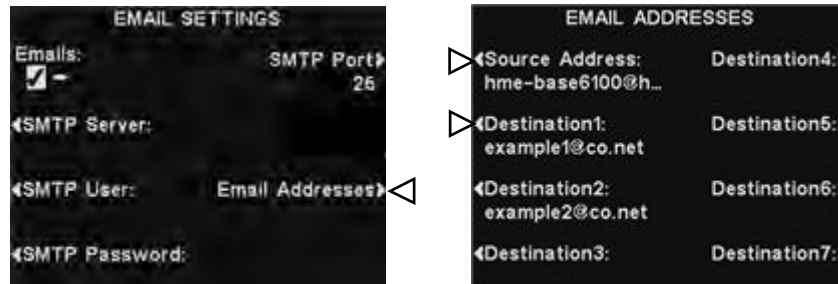 EMAIL SETTINGS
Emails:
SMTP Port
25
SMTP Server:
SMTP User:
Email Addresses
SMTP Password:
EMAIL ADDRESSES
Source Address:
hme-base6100@h…
Destination4:
Destination1:
example1@co.net
Destination5:
Destination2:
example2@co.net
Destination6:
Destination3:
Destination7: